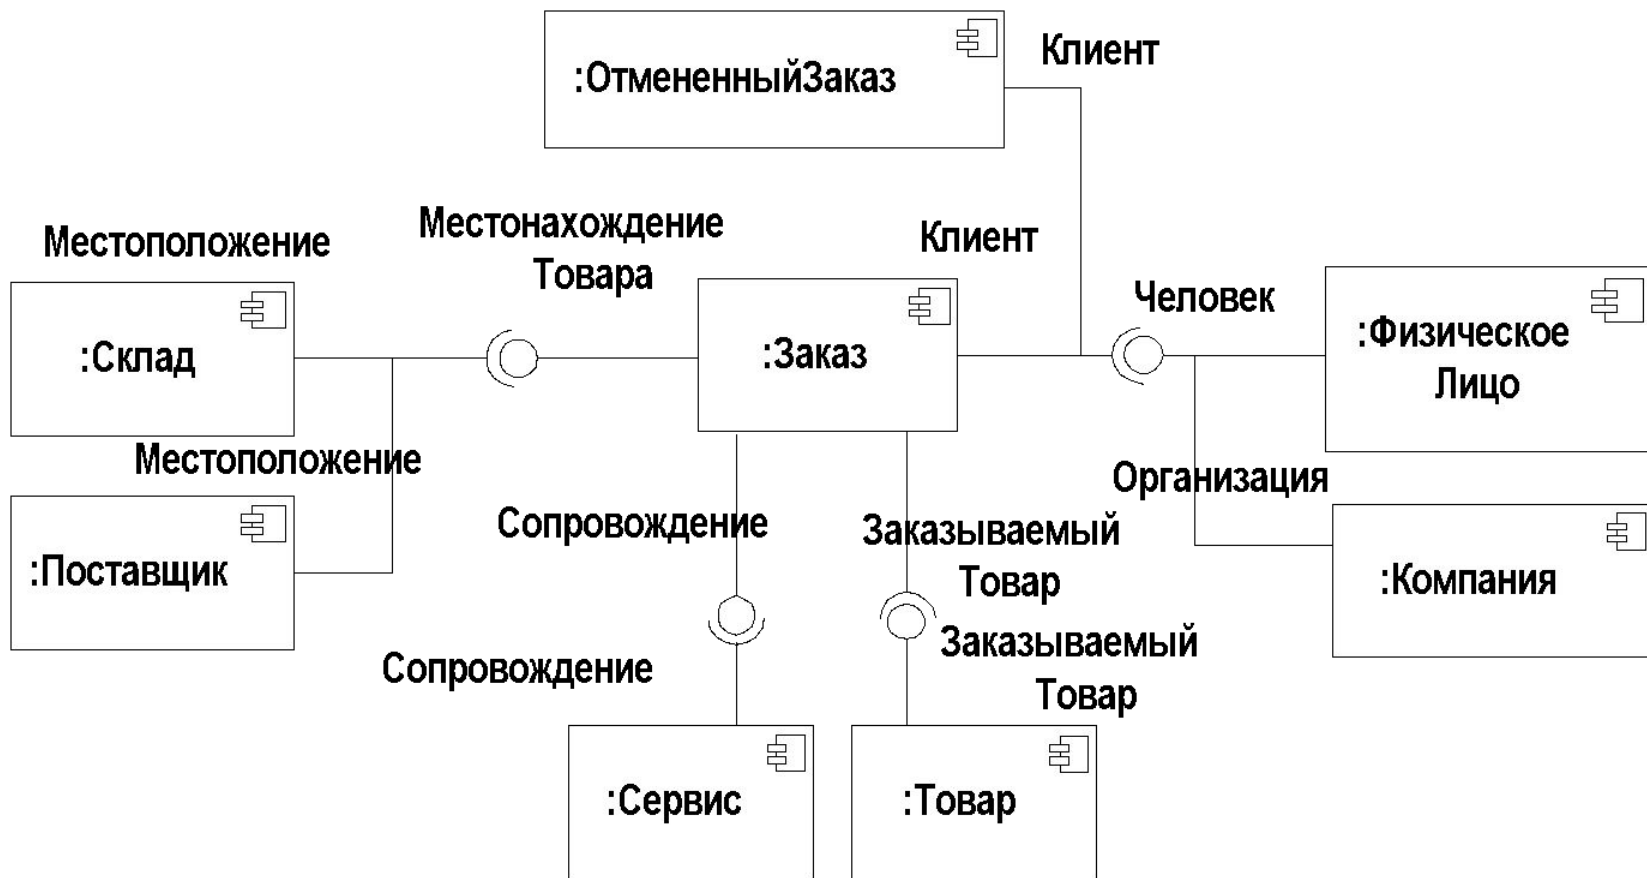 :ОтмененныйЗаказ
Клиент
Местоположение
Местонахождение
Товара
Клиент
Человек
:Склад
:Заказ
:Физическое
Лицо
Местоположение
Организация
:Поставщик
Сопровождение
Заказываемый
Товар
:Компания
Сопровождение
Заказываемый
Товар
:Сервис
:Товар